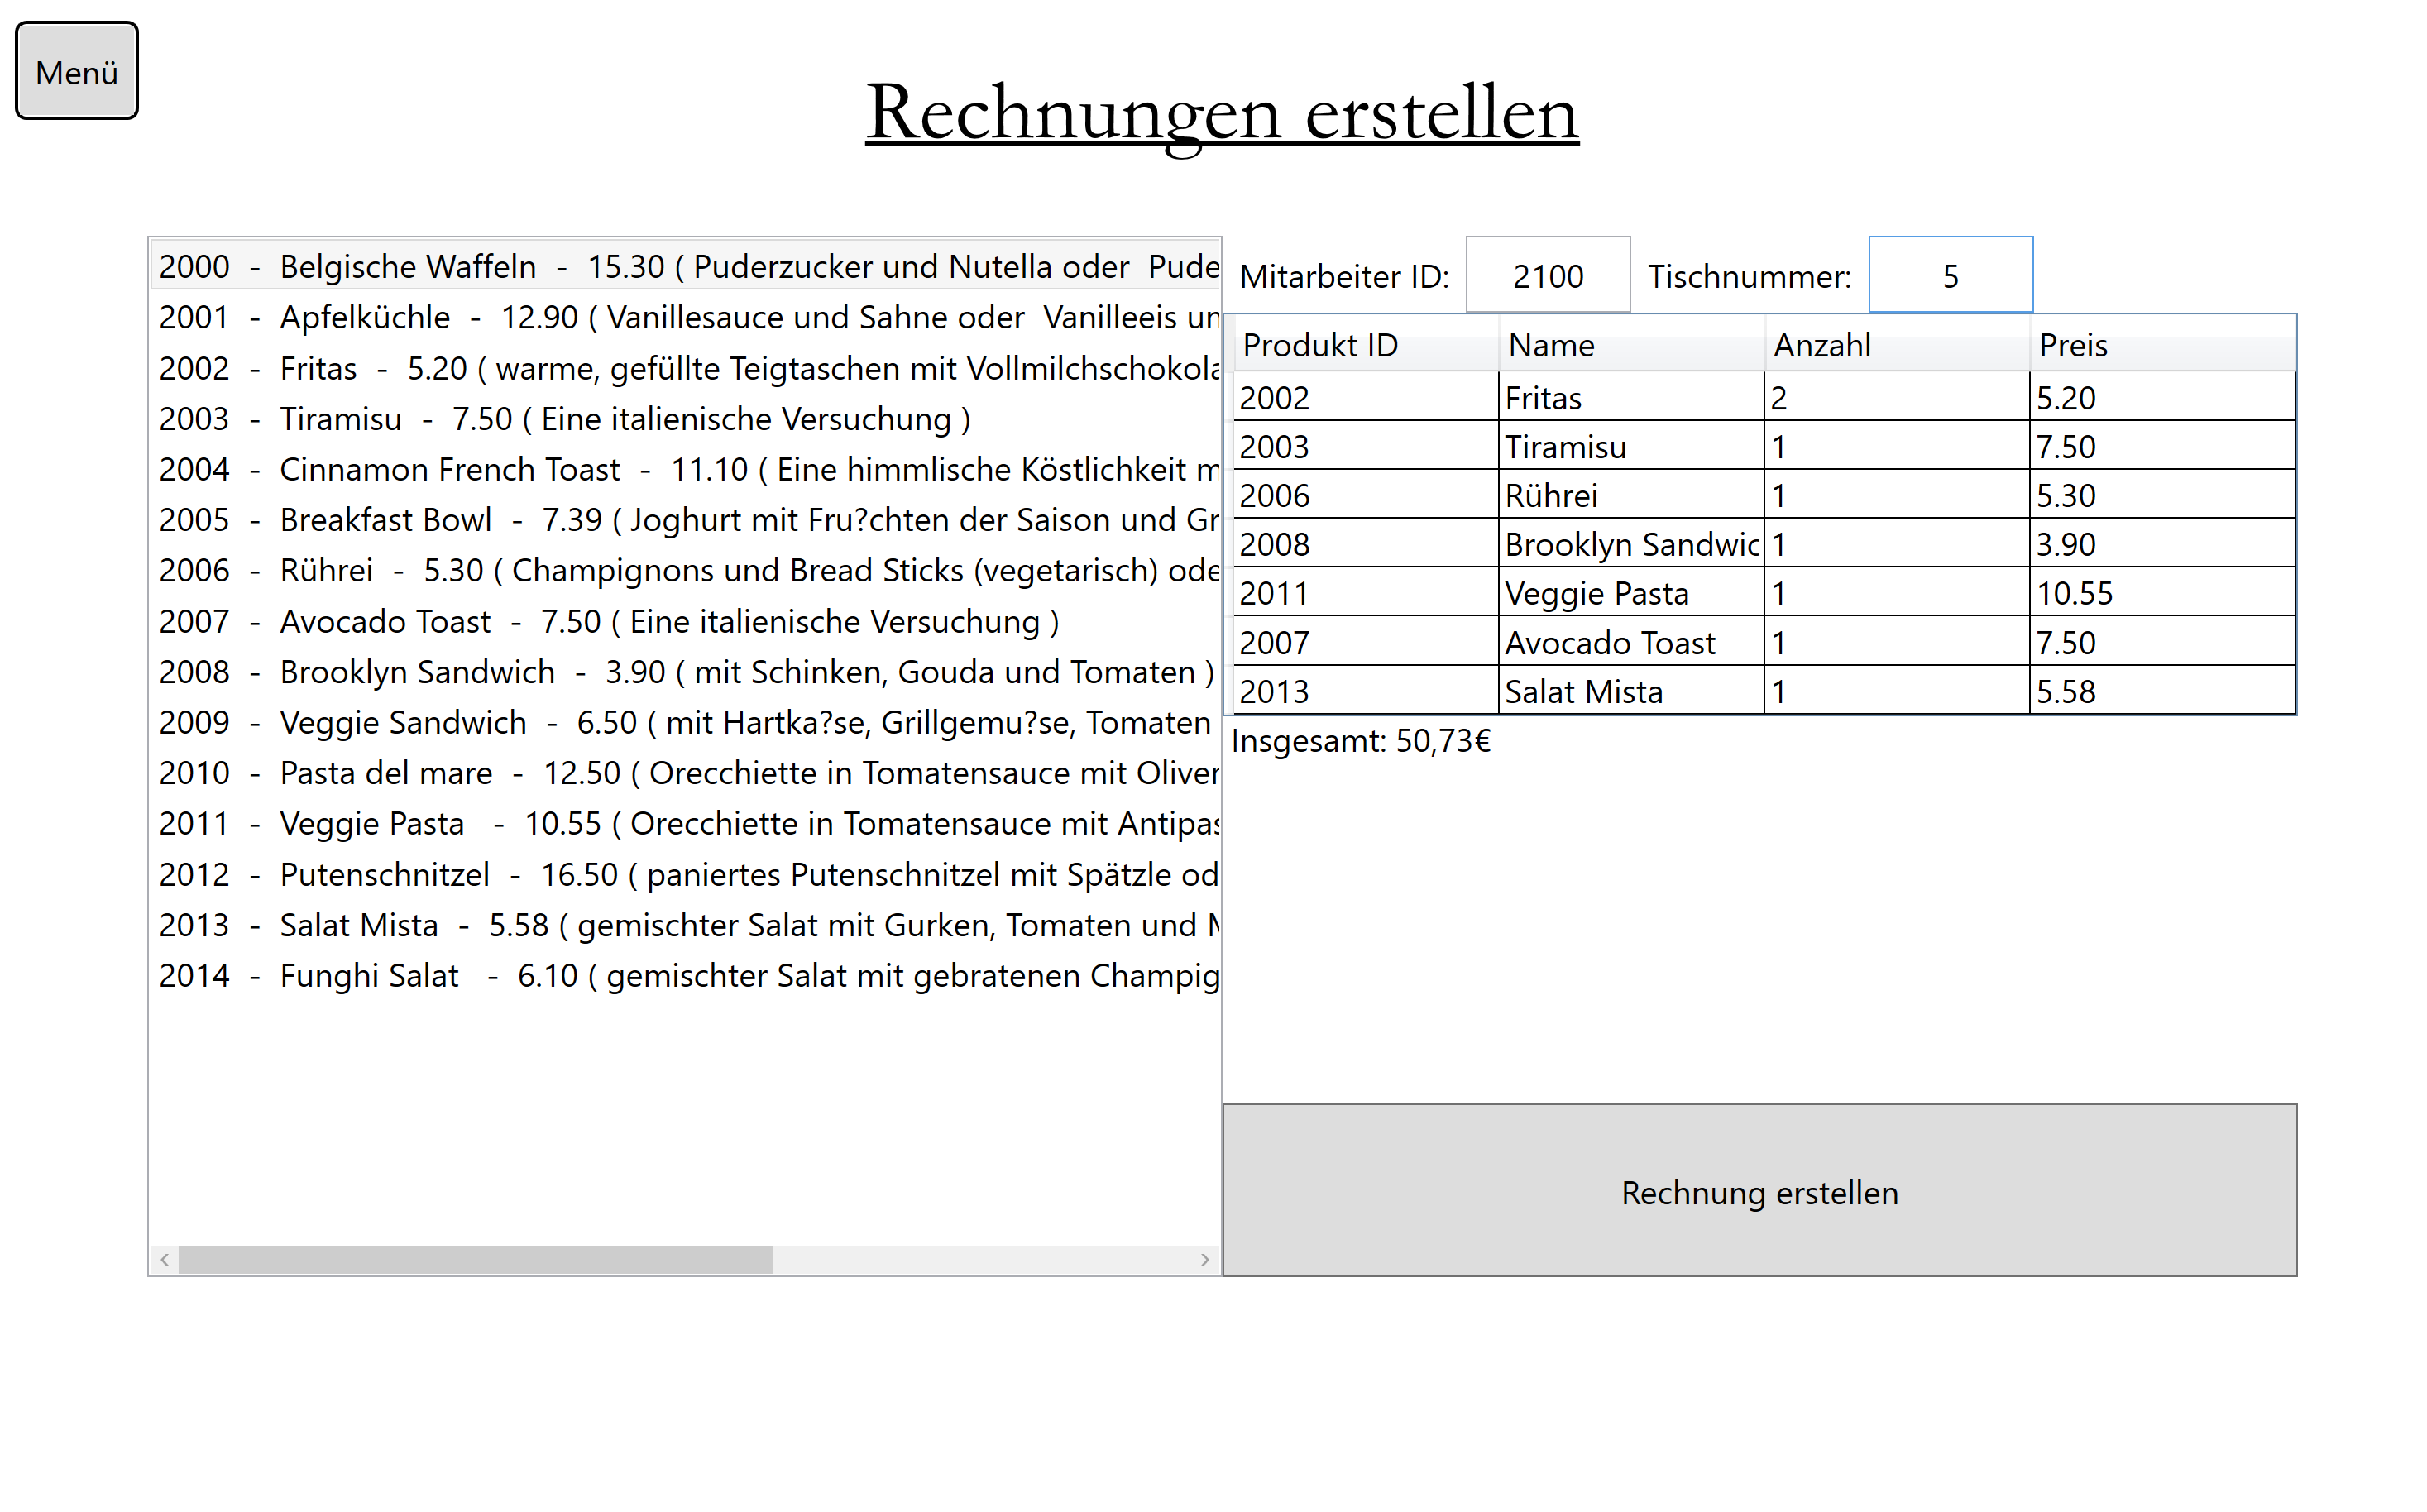 Menü
Rechnungen erstellen
2000 - Belgische Waffeln - 15.30 ( Puderzucker und Nutella oder Pude
2001 - Apfelküchle - 12.90 ( Vanillesauce und Sahne oder Vanilleeis un
2002 - Fritas - 5.20 ( warme, gefüllte Teigtaschen mit Vollmilchschokola
2003 - Tiramisu - 7.50 ( Eine italienische Versuchung )
2004 - Cinnamon French Toast - 11.10 ( Eine himmlische Köstlichkeit m
2005 - Breakfast Bowl - 7.39 ( Joghurt mit Fru?chten der Saison und Gr
2006 - Rührei - 5.30 ( Champignons und Bread Sticks (vegetarisch) ode
2007 - Avocado Toast - 7.50 ( Eine italienische Versuchung )
2008 - Brooklyn Sandwich - 3.90 ( mit Schinken, Gouda und Tomaten )
2009 - Veggie Sandwich - 6.50 ( mit Hartka?se, Grillgemu?se, Tomaten
2010 - Pasta del mare - 12.50 ( Orecchiette in Tomatensauce mit Oliven
2011 - Veggie Pasta - 10.55 ( Orecchiette in Tomatensauce mit Antipas
2012 - Putenschnitzel - 16.50 ( paniertes Putenschnitzel mit Spätzle od
2013 - Salat Mista - 5.58 ( gemischter Salat mit Gurken, Tomaten und M
2014 - Funghi Salat - 6.10 ( gemischter Salat mit gebratenen Champig
Mitarbeiter ID: 2100 Tischnummer: 5
Produkt ID Name Anzahl Preis
2002 Fritas 2 5.20
2003 Tiramisu 1 7.50
2006 Rührei 1 5.30
2008 Brooklyn Sandwic 1 3.90
2011 Veggie Pasta 1 10.55
2007 Avocado Toast 1 7.50
2013 Salat Mista 1 5.58
Insgesamt: 50,73€
Rechnung erstellen